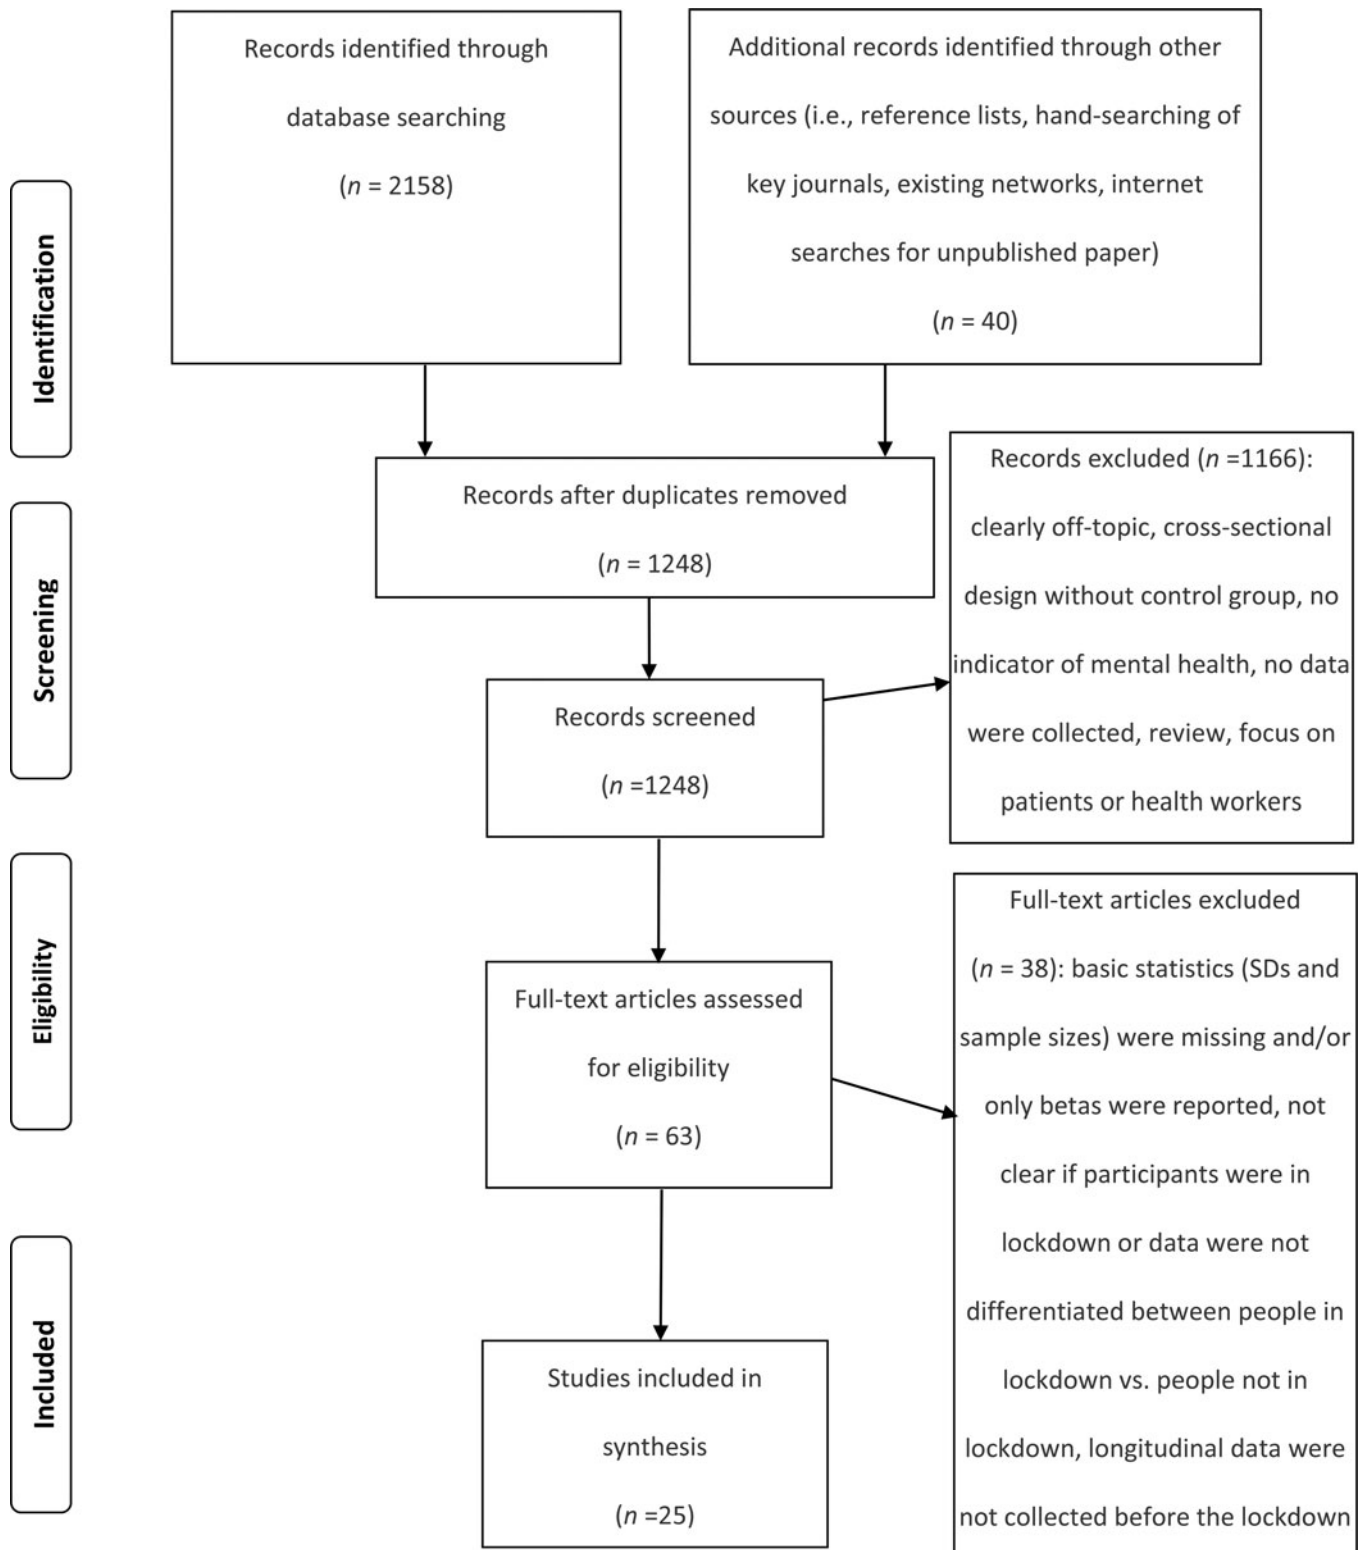 Records identified through
database searching
(n = 2158)
Additional records identified through other
sources (i.e., reference lists, hand-searching of
key journals, existing networks, internet
searches for unpublished paper)
(n = 40)
Identification
Records after duplicates removed
(n = 1248)
Records excluded (n =1166):
clearly off-topic, cross-sectional
design without control group, no
indicator of mental health, no data
were collected, review, focus on
patients or health workers
Screening
Records screened
(n =1248)
Eligibility
Full-text articles assessed
for eligibility
(n = 63)
Full-text articles excluded
(n = 38): basic statistics (SDs and
sample sizes) were missing and/or
only betas were reported, not
clear if participants were in
lockdown or data were not
differentiated between people in
lockdown vs. people not in
lockdown, longitudinal data were
not collected before the lockdown
Included
Studies included in
synthesis
(n =25)